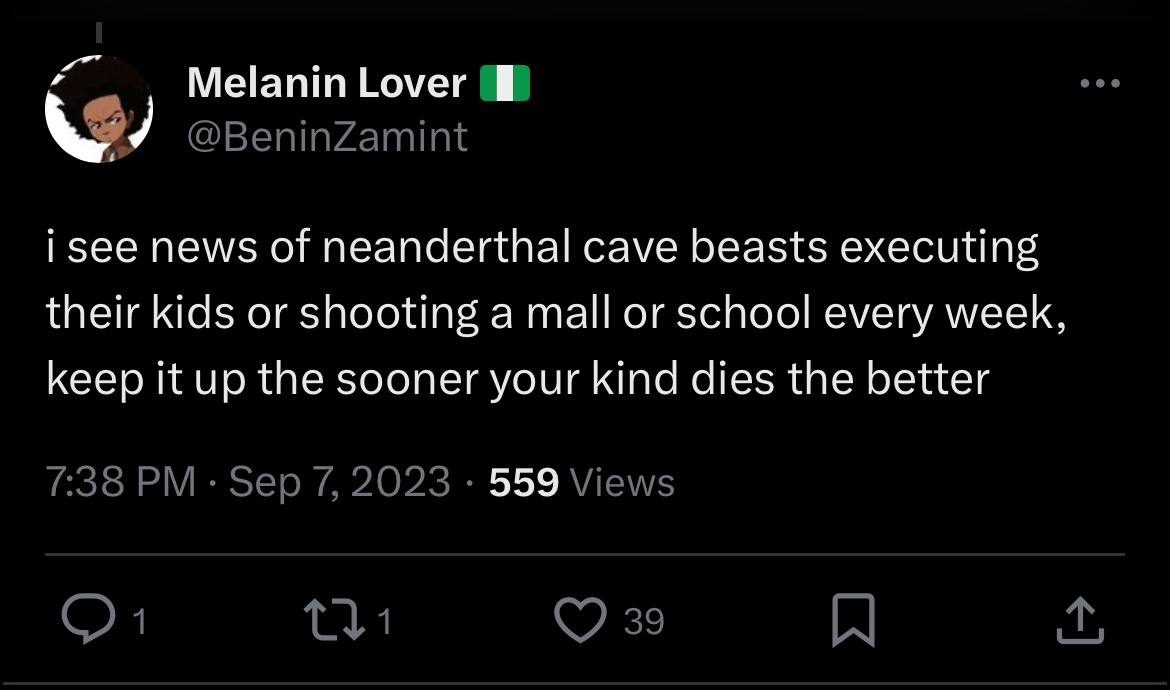 Melanin Lover 🇳🇬
@BeninZamint
i see news of neanderthal cave beasts executing
their kids or shooting a mall or school every week,
keep it up the sooner your kind dies the better
7:38 PM · Sep 7, 2023 · 559 Views
1 1 39